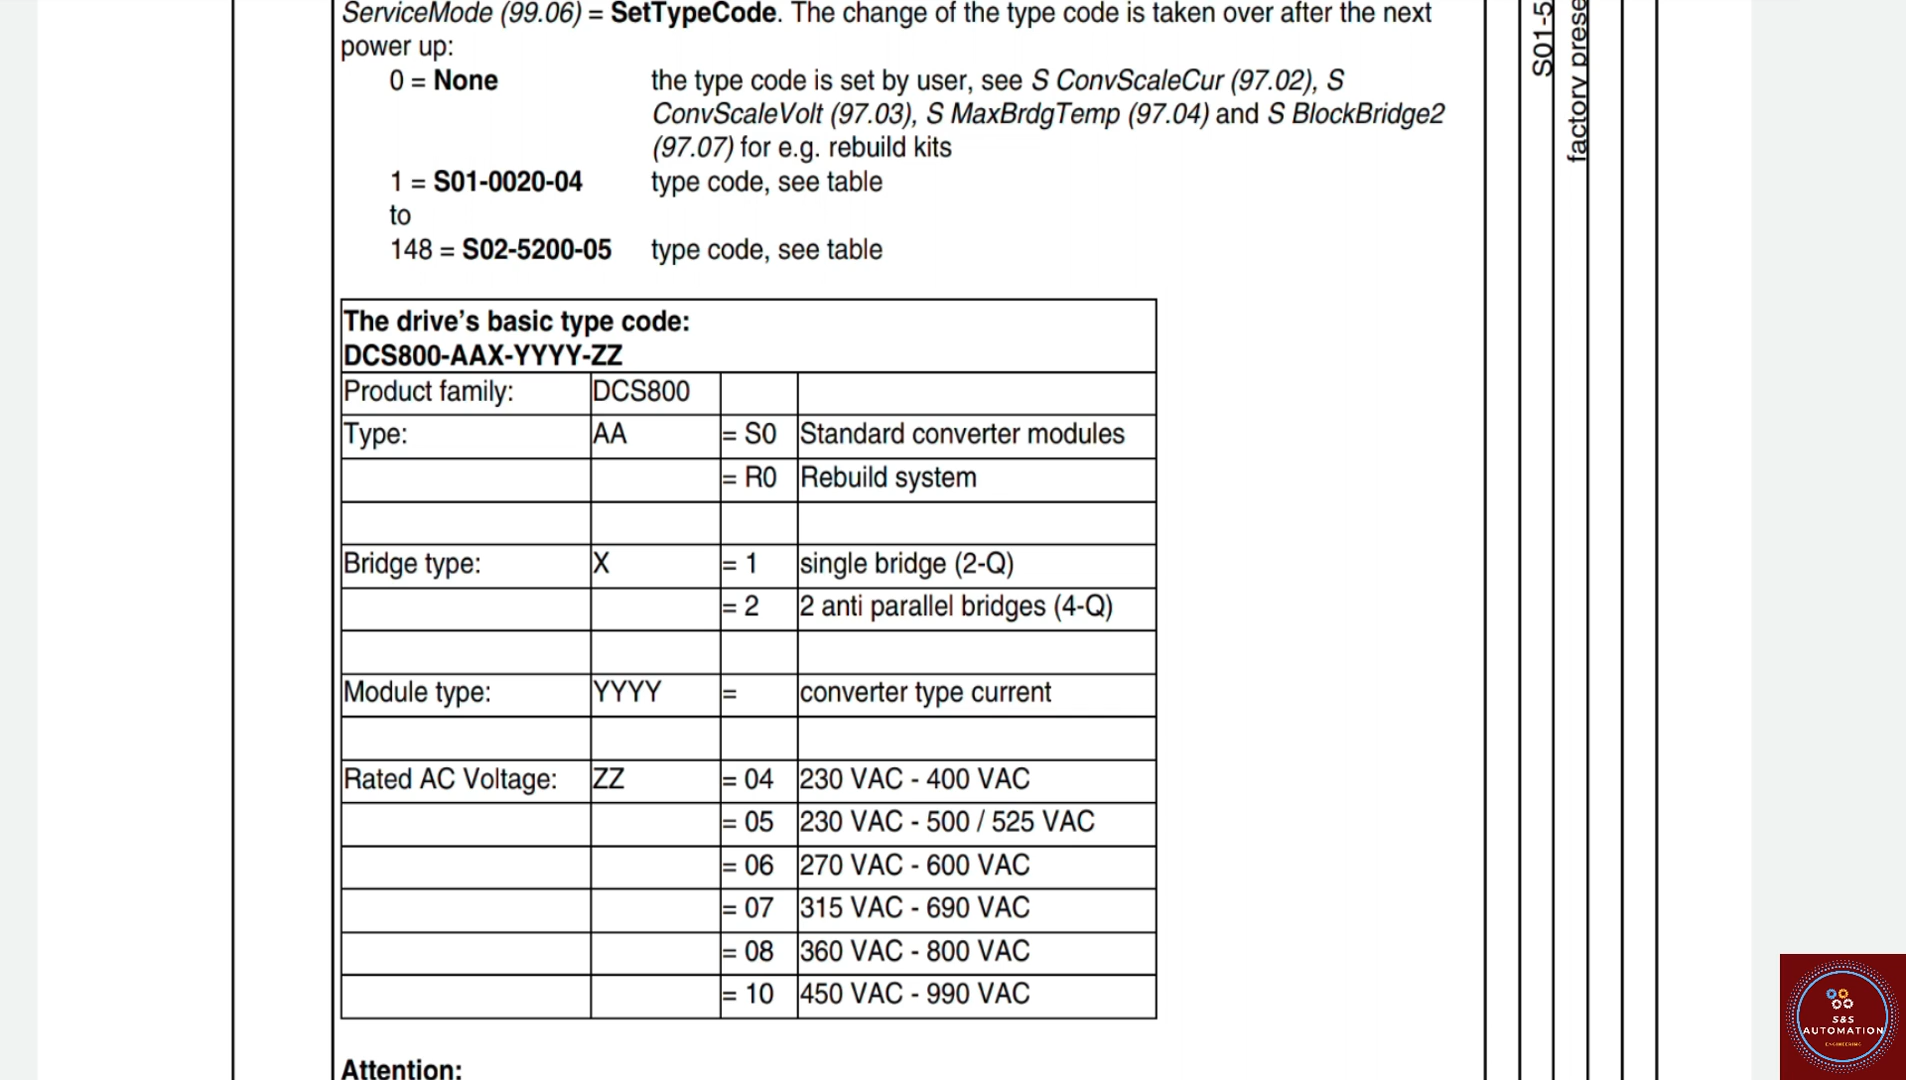 ServiceMode (99.06) = SetTypeCode. The change of the type code is taken over after the next
power up:
0 = None the type code is set by user, see S ConvScaleCur (97.02), S
ConvScaleVolt (97.03), S MaxBrdgTemp (97.04) and S BlockBridge2
(97.07) for e.g. rebuild kits
1 = S01-0020-04 type code, see table
to
148 = S02-5200-05 type code, see table
The drive's basic type code:
DCS800-AAX-YYYY-ZZ
Product family: DCS800
Type: AA = S0 Standard converter modules
= R0 Rebuild system
Bridge type: X = 1 single bridge (2-Q)
= 2 2 anti parallel bridges (4-Q)
Module type: YYYY = converter type current
Rated AC Voltage: ZZ = 04 230 VAC - 400 VAC
= 05 230 VAC - 500 / 525 VAC
= 06 270 VAC - 600 VAC
= 07 315 VAC - 690 VAC
= 08 360 VAC - 800 VAC
= 10 450 VAC - 990 VAC
Attention:
S01-5
factory prese
S&S
AUTOMATION
ENGINEERING